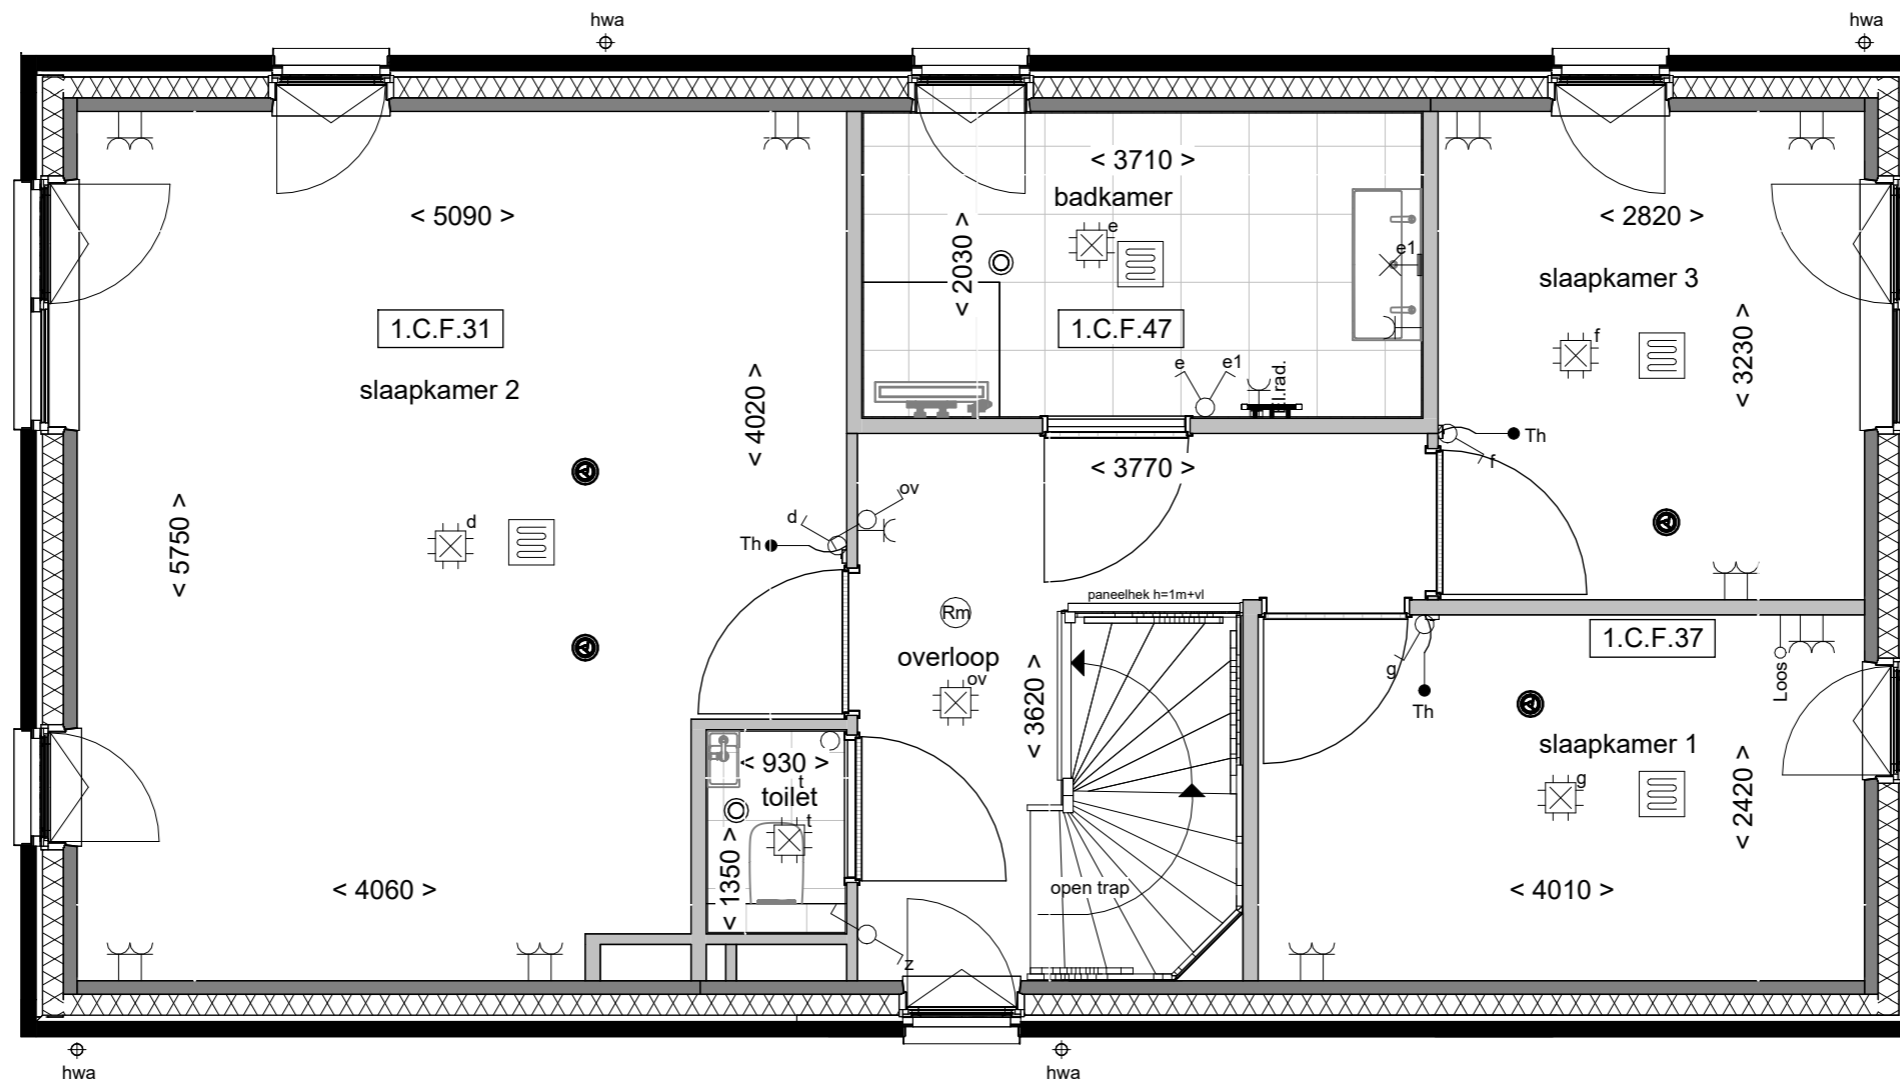 hwa
hwa
< 3710 >
badkamer
< 5090 >
< 2820 >
< 2030 >
e
e1
slaapkamer 3
1.C.F.31
1.C.F.47
f
< 3230 >
slaapkamer 2
< 4020 >
e
e1
l.rad.
Th
f
< 3770 >
ov
d
d
Th
< 5750 >
paneelhek h=1m+vl
Rm
1.C.F.37
overloop
ov
< 3620 >
g
Th
Loos
slaapkamer 1
< 930 >
t
toilet
t
g
< 2420 >
< 1350 >
< 4060 >
open trap
< 4010 >
z
hwa
hwa